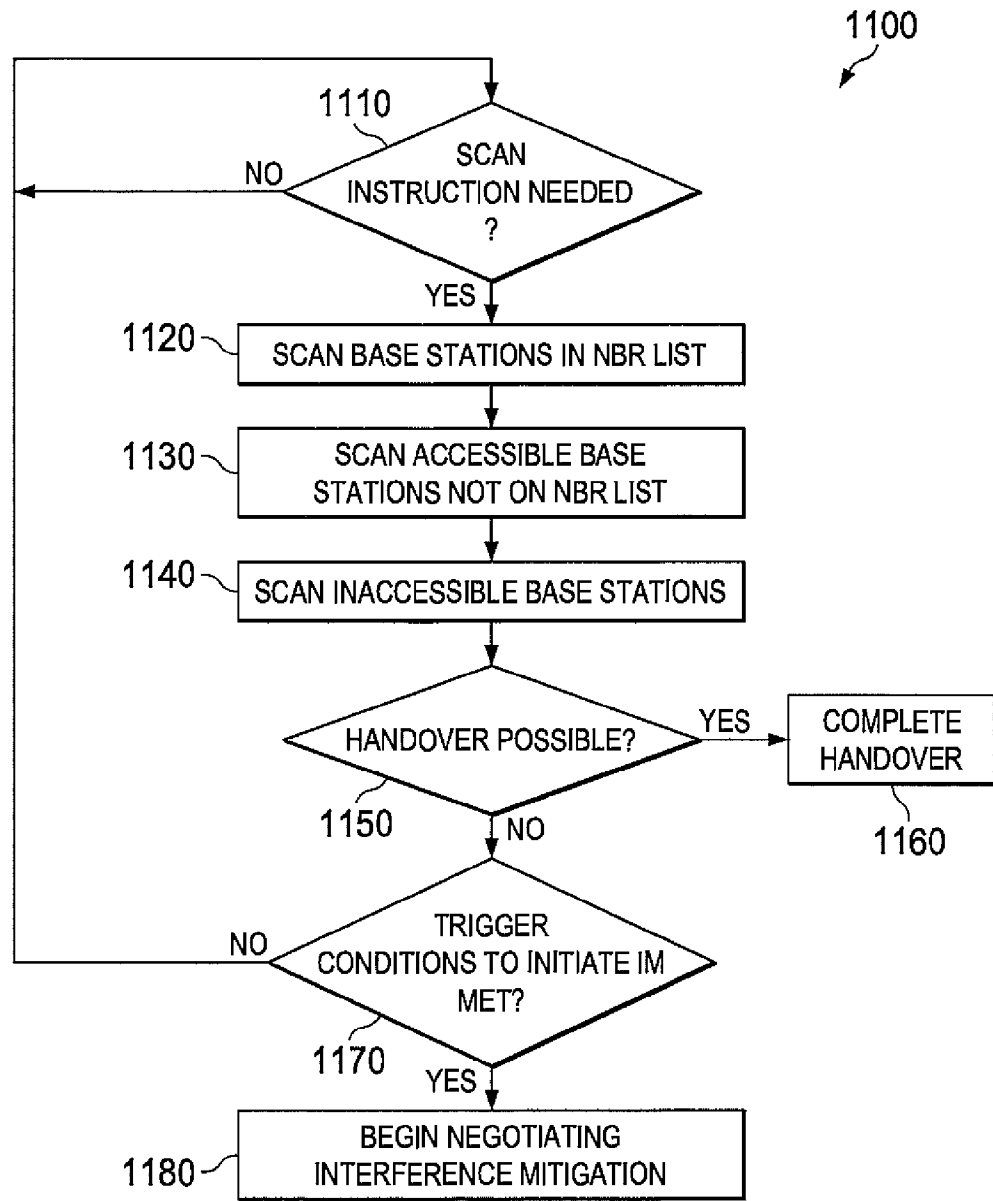 1100
1110
SCAN
INSTRUCTION NEEDED
?
NO
YES
1120
SCAN BASE STATIONS IN NBR LIST
1130
SCAN ACCESSIBLE BASE
STATIONS NOT ON NBR LIST
1140
SCAN INACCESSIBLE BASE STATIONS
HANDOVER POSSIBLE?
YES
COMPLETE
HANDOVER
1150
NO
1160
TRIGGER
CONDITIONS TO INITIATE IM
MET?
NO
1170
YES
1180
BEGIN NEGOTIATING
INTERFERENCE MITIGATION